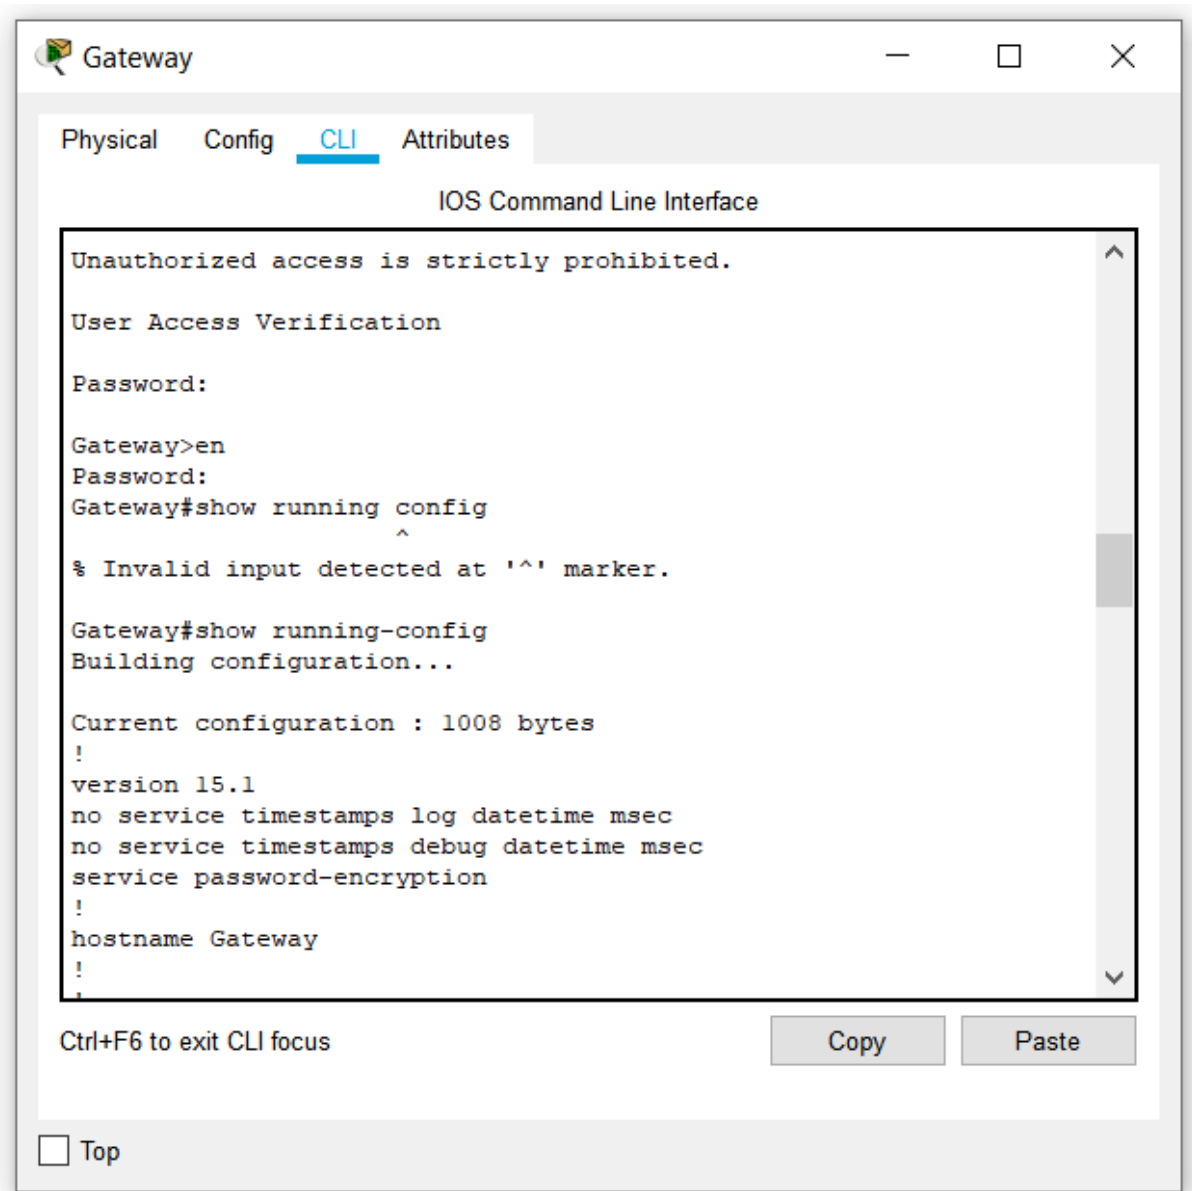 Gateway
Physical Config CLI Attributes
IOS Command Line Interface
Unauthorized access is strictly prohibited.
User Access Verification
Password:
Gateway>en
Password:
Gateway#show running config
^
% Invalid input detected at '^' marker.
Gateway#show running-config
Building configuration...
Current configuration : 1008 bytes
!
version 15.1
no service timestamps log datetime msec
no service timestamps debug datetime msec
service password-encryption
!
hostname Gateway
!
!
Ctrl+F6 to exit CLI focus
Copy Paste
Top